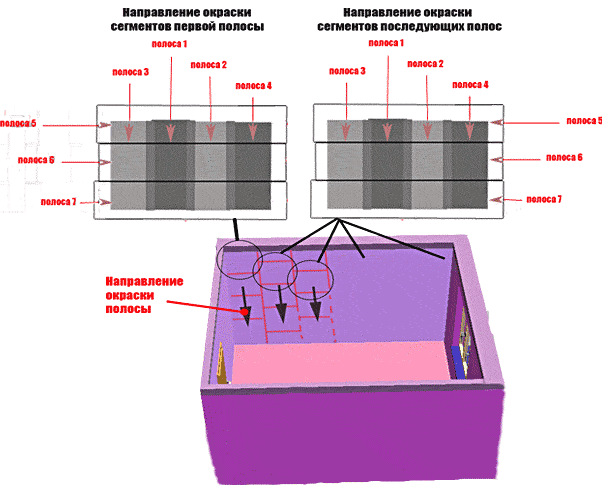 Направление окраски
сегментов первой полосы
Направление окраски
сегментов последующих полос
полоса 1
полоса 3
полоса 2
полоса 4
полоса 5
полоса 6
полоса 7
полоса 1
полоса 3
полоса 2
полоса 4
полоса 5
полоса 6
полоса 7
Направление
окраски
полосы